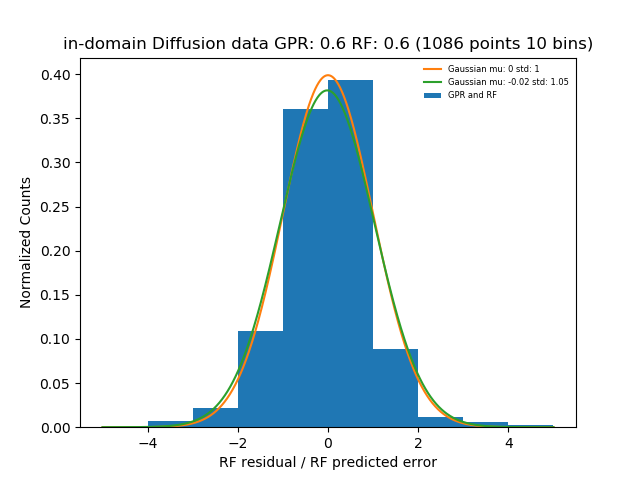 in-domain Diffusion data GPR: 0.6 RF: 0.6 (1086 points 10 bins)
Gaussian mu: 0 std: 1
Gaussian mu: -0.02 std: 1.05
GPR and RF
Normalized Counts
0.40
0.35
0.30
0.25
0.20
0.15
0.10
0.05
0.00
−4 −2 0 2 4
RF residual / RF predicted error